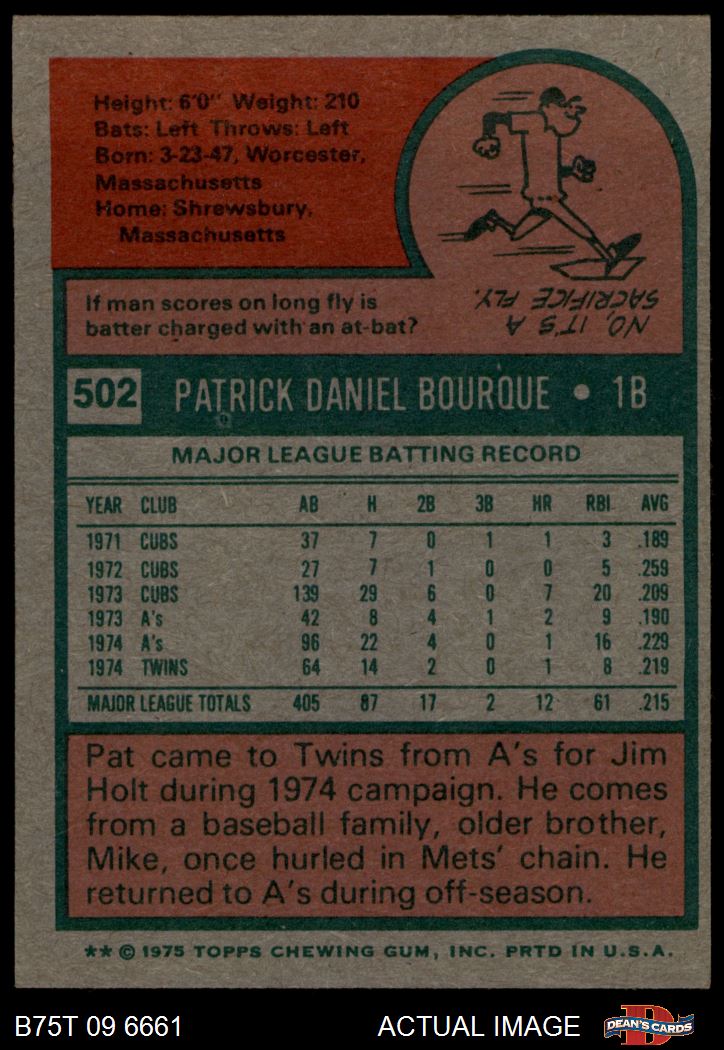 Height: 6'0" Weight: 210
Bats: Left Throws: Left
Born: 3-23-47, Worcester,
Massachusetts
Home: Shrewsbury,
Massachusetts
If man scores on long fly is
batter charged with an at-bat?
NO, IT'S A
SACRIFICE FLY.
502 PATRICK DANIEL BOURQUE • 1B
MAJOR LEAGUE BATTING RECORD
YEAR CLUB AB H 2B 3B HR RBI AVG
1971 CUBS 37 7 0 1 1 3 .189
1972 CUBS 27 7 1 0 0 5 .259
1973 CUBS 139 29 6 0 7 20 .209
1973 A's 42 8 4 1 2 9 .190
1974 A's 96 22 4 0 1 16 .229
1974 TWINS 64 14 2 0 1 8 .219
MAJOR LEAGUE TOTALS 405 87 17 2 12 61 .215
Pat came to Twins from A's for Jim
Holt during 1974 campaign. He comes
from a baseball family, older brother,
Mike, once hurled in Mets' chain. He
returned to A's during off-season.
** © 1975 TOPPS CHEWING GUM, INC. PRTD IN U.S.A.
B75T 09 6661 ACTUAL IMAGE DEAN'S CARDS